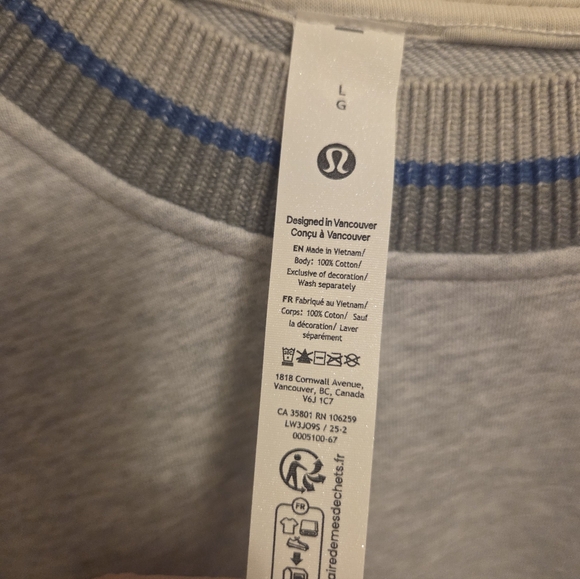 L
G
Designed in Vancouver
Conçu à Vancouver
EN Made in Vietnam/
Body: 100% Cotton/
Exclusive of decoration/
Wash separately
FR Fabriqué au Vietnam/
Corps: 100% Coton/ Sauf
la décoration/ Laver
séparément
1818 Cornwall Avenue,
Vancouver, BC, Canada
V6J 1C7
CA 35801 RN 106259
LW3JO9S / 25-2
0005100-67
FR
airedemesdechets.fr